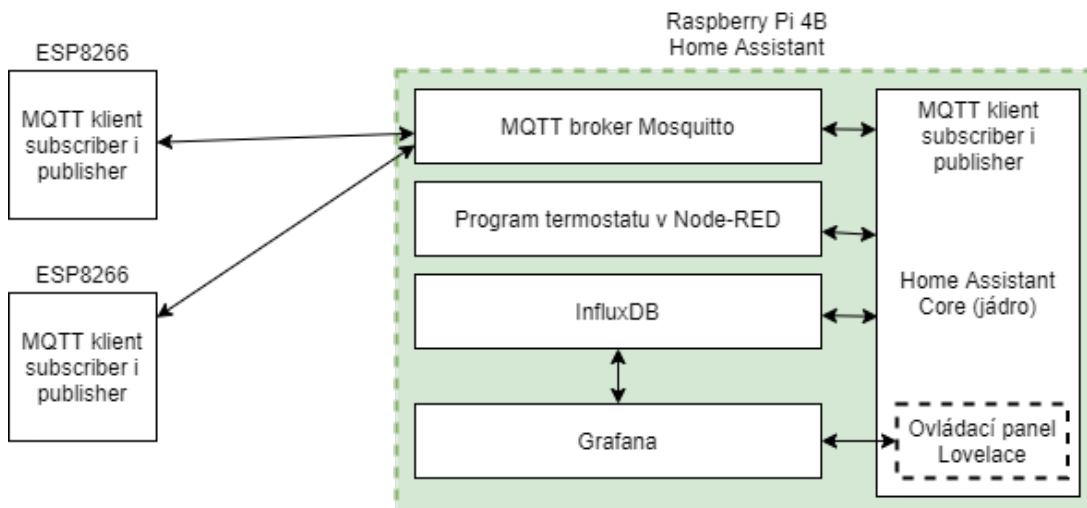 Raspberry Pi 4B
Home Assistant
ESP8266
MQTT klient
subscriber i
publisher
MQTT broker Mosquitto
MQTT klient
subscriber i
publisher
Program termostatu v Node-RED
ESP8266
MQTT klient
subscriber i
publisher
InfluxDB
Home Assistant
Core (jádro)
Grafana
Ovládací panel
Lovelace